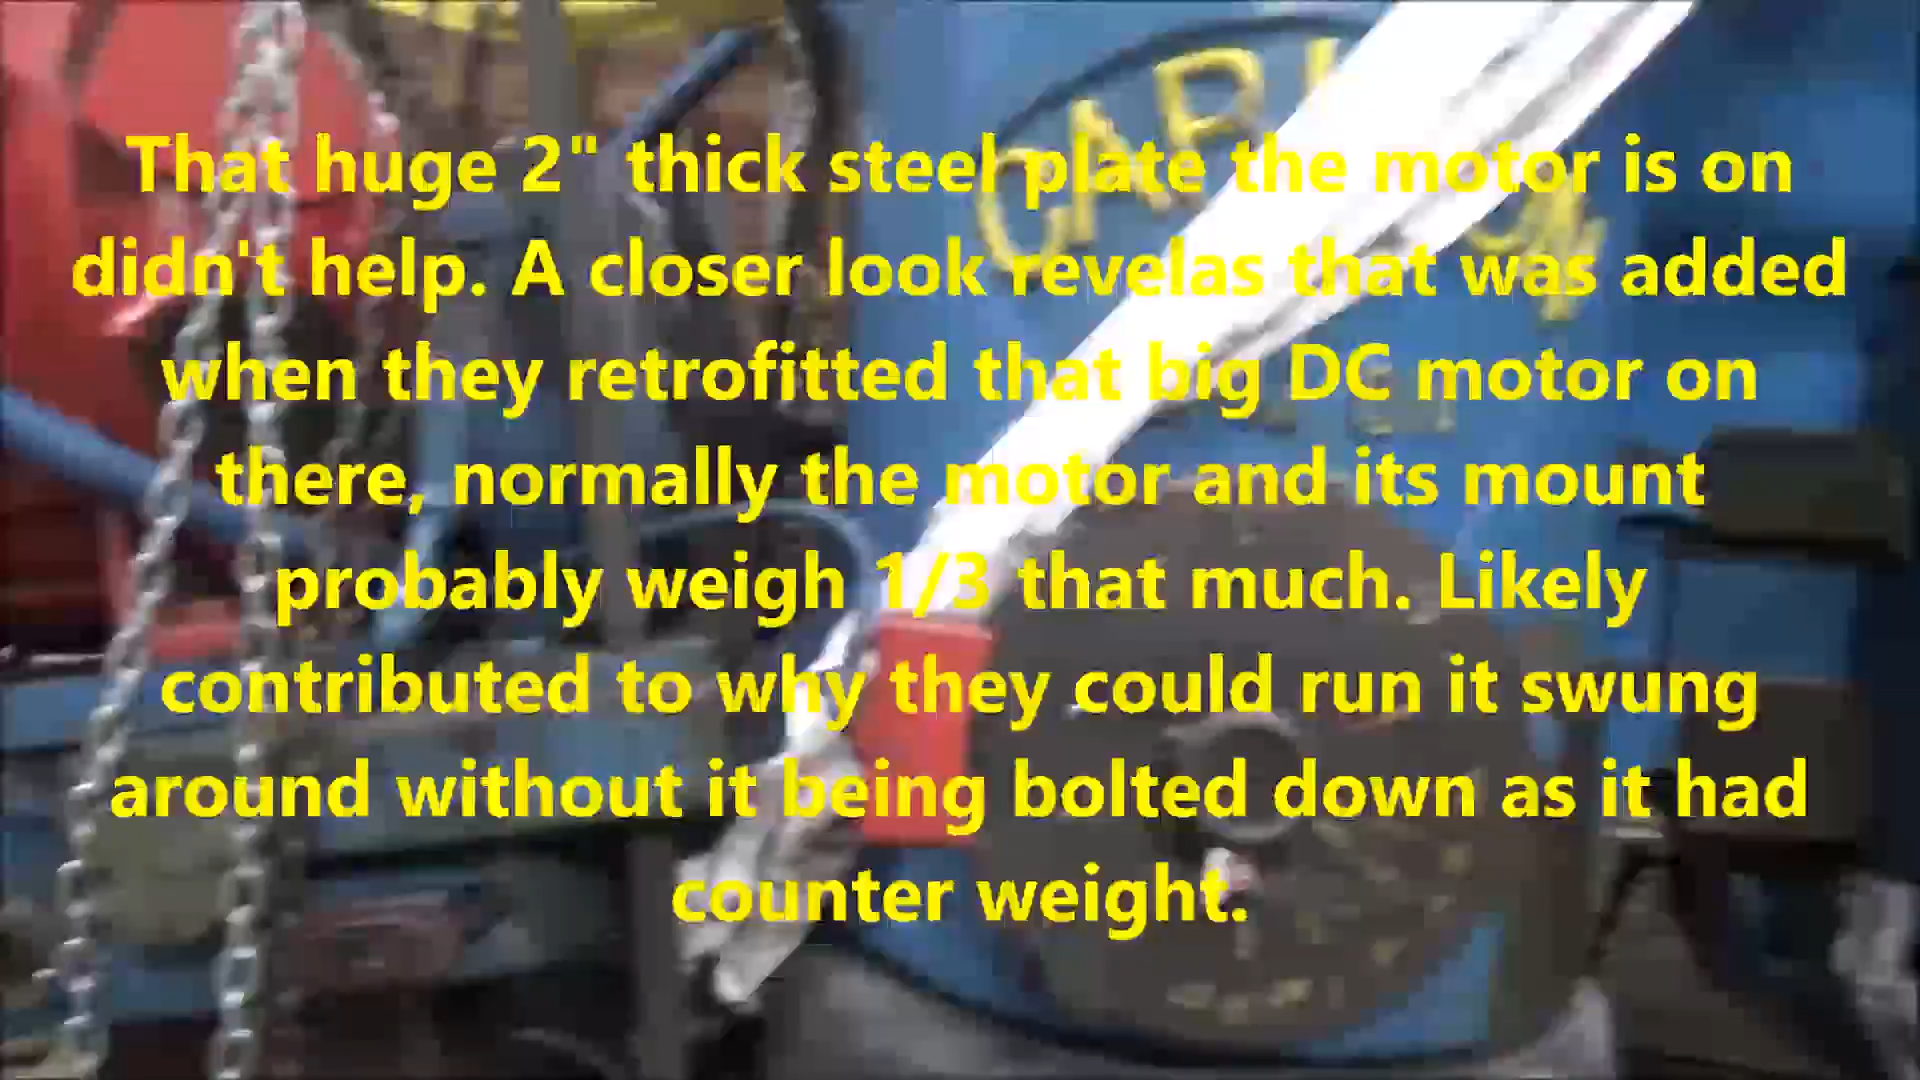 That huge 2" thick steel plate the motor is on
didn't help. A closer look revelas that was added
when they retrofitted that big DC motor on
there, normally the motor and its mount
probably weigh 1/3 that much. Likely
contributed to why they could run it swung
around without it being bolted down as it had
counter weight.